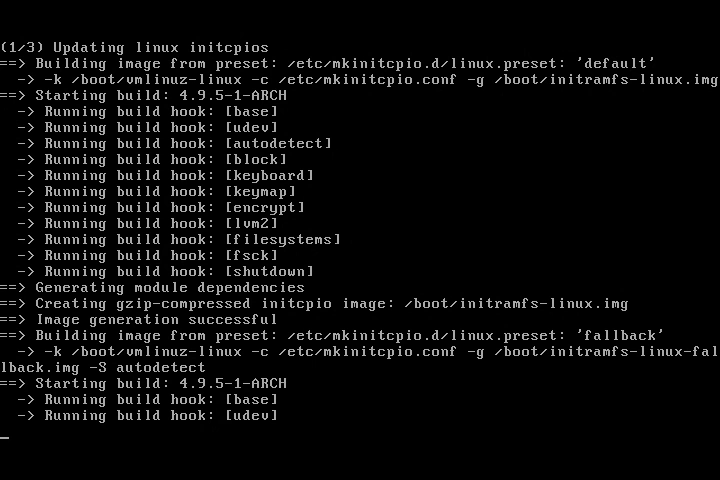 (1/3) Updating linux initcpios
==> Building image from preset: /etc/mkinitcpio.d/linux.preset: 'default'
  -> -k /boot/vmlinuz-linux -c /etc/mkinitcpio.conf -g /boot/initramfs-linux.img
==> Starting build: 4.9.5-1-ARCH
  -> Running build hook: [base]
  -> Running build hook: [udev]
  -> Running build hook: [autodetect]
  -> Running build hook: [block]
  -> Running build hook: [keyboard]
  -> Running build hook: [keymap]
  -> Running build hook: [encrypt]
  -> Running build hook: [lvm2]
  -> Running build hook: [filesystems]
  -> Running build hook: [fsck]
  -> Running build hook: [shutdown]
==> Generating module dependencies
==> Creating gzip-compressed initcpio image: /boot/initramfs-linux.img
==> Image generation successful
==> Building image from preset: /etc/mkinitcpio.d/linux.preset: 'fallback'
  -> -k /boot/vmlinuz-linux -c /etc/mkinitcpio.conf -g /boot/initramfs-linux-fal
lback.img -S autodetect
==> Starting build: 4.9.5-1-ARCH
  -> Running build hook: [base]
  -> Running build hook: [udev]